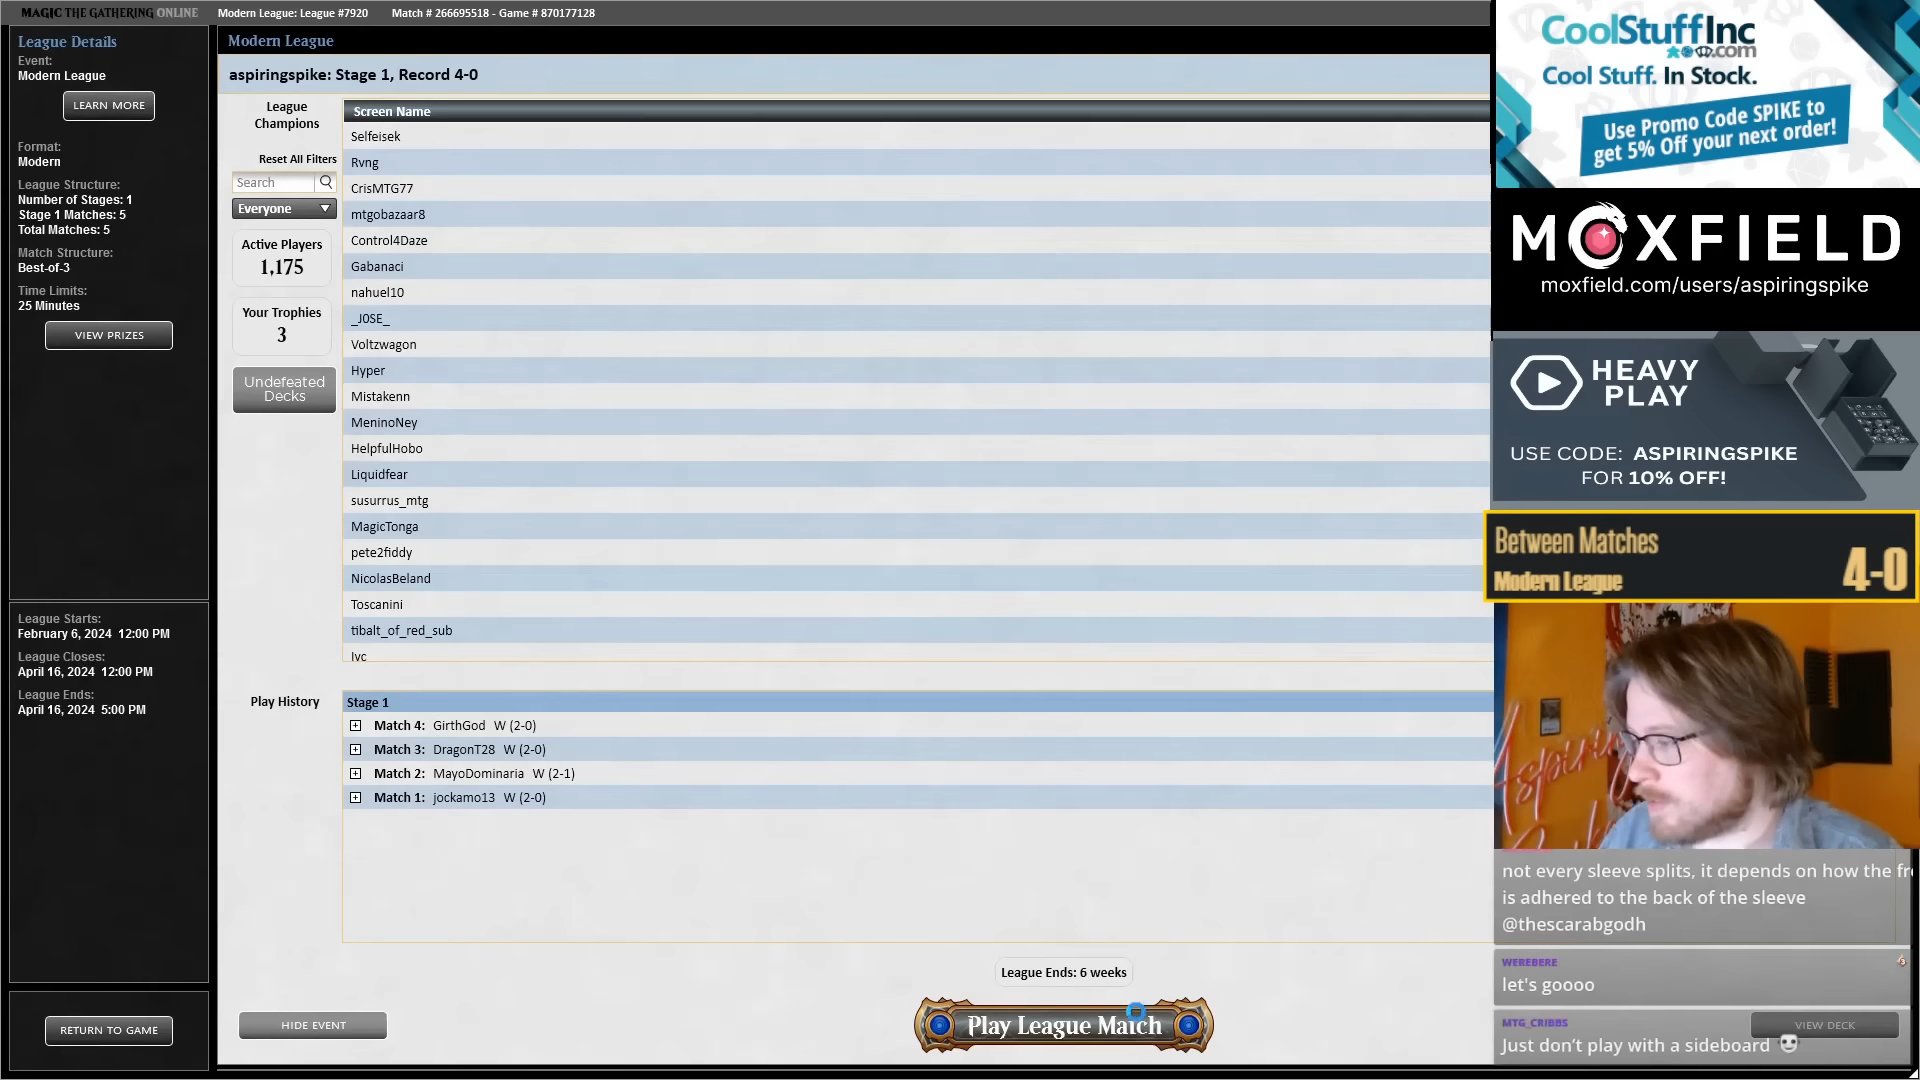 MAGIC THE GATHERING ONLINE
Modern League: League #7920
Match # 266695518 - Game # 870177128
League Details
Event:
Modern League
LEARN MORE
Format:
Modern
League Structure:
Number of Stages: 1
Stage 1 Matches: 5
Total Matches: 5
Match Structure:
Best-of-3
Time Limits:
25 Minutes
VIEW PRIZES
League Starts:
February 6, 2024 12:00 PM
League Closes:
April 16, 2024 12:00 PM
League Ends:
April 16, 2024 5:00 PM
RETURN TO GAME
Modern League
aspiringspike: Stage 1, Record 4-0
League
Champions
Reset All Filters
Search
Everyone
Active Players
1,175
Your Trophies
3
Undefeated
Decks
Screen Name
Selfeisek
Rvng
CrisMTG77
mtgobazaar8
Control4Daze
Gabanaci
nahuel10
_J0SE_
Voltzwagon
Hyper
Mistakenn
MeninoNey
HelpfulHobo
Liquidfear
susurrus_mtg
MagicTonga
pete2fiddy
NicolasBeland
Toscanini
tibalt_of_red_sub
Play History
Stage 1
Match 4: GirthGod W (2-0)
Match 3: DragonT28 W (2-0)
Match 2: MayoDominaria W (2-1)
Match 1: jockamo13 W (2-0)
League Ends: 6 weeks
HIDE EVENT
Play League Match
CoolStuffInc
.com
Cool Stuff. In Stock.
Use Promo Code SPIKE to
get 5% Off your next order!
MOXFIELD
moxfield.com/users/aspiringspike
HEAVY
PLAY
USE CODE: ASPIRINGSPIKE
FOR 10% OFF!
Between Matches
Modern League
4-0
not every sleeve splits, it depends on how the
is adhered to the back of the sleeve
@thescarabgodh
WEREBERE
let's goooo
MTG_CRIBBS
VIEW DECK
Just don't play with a sideboard